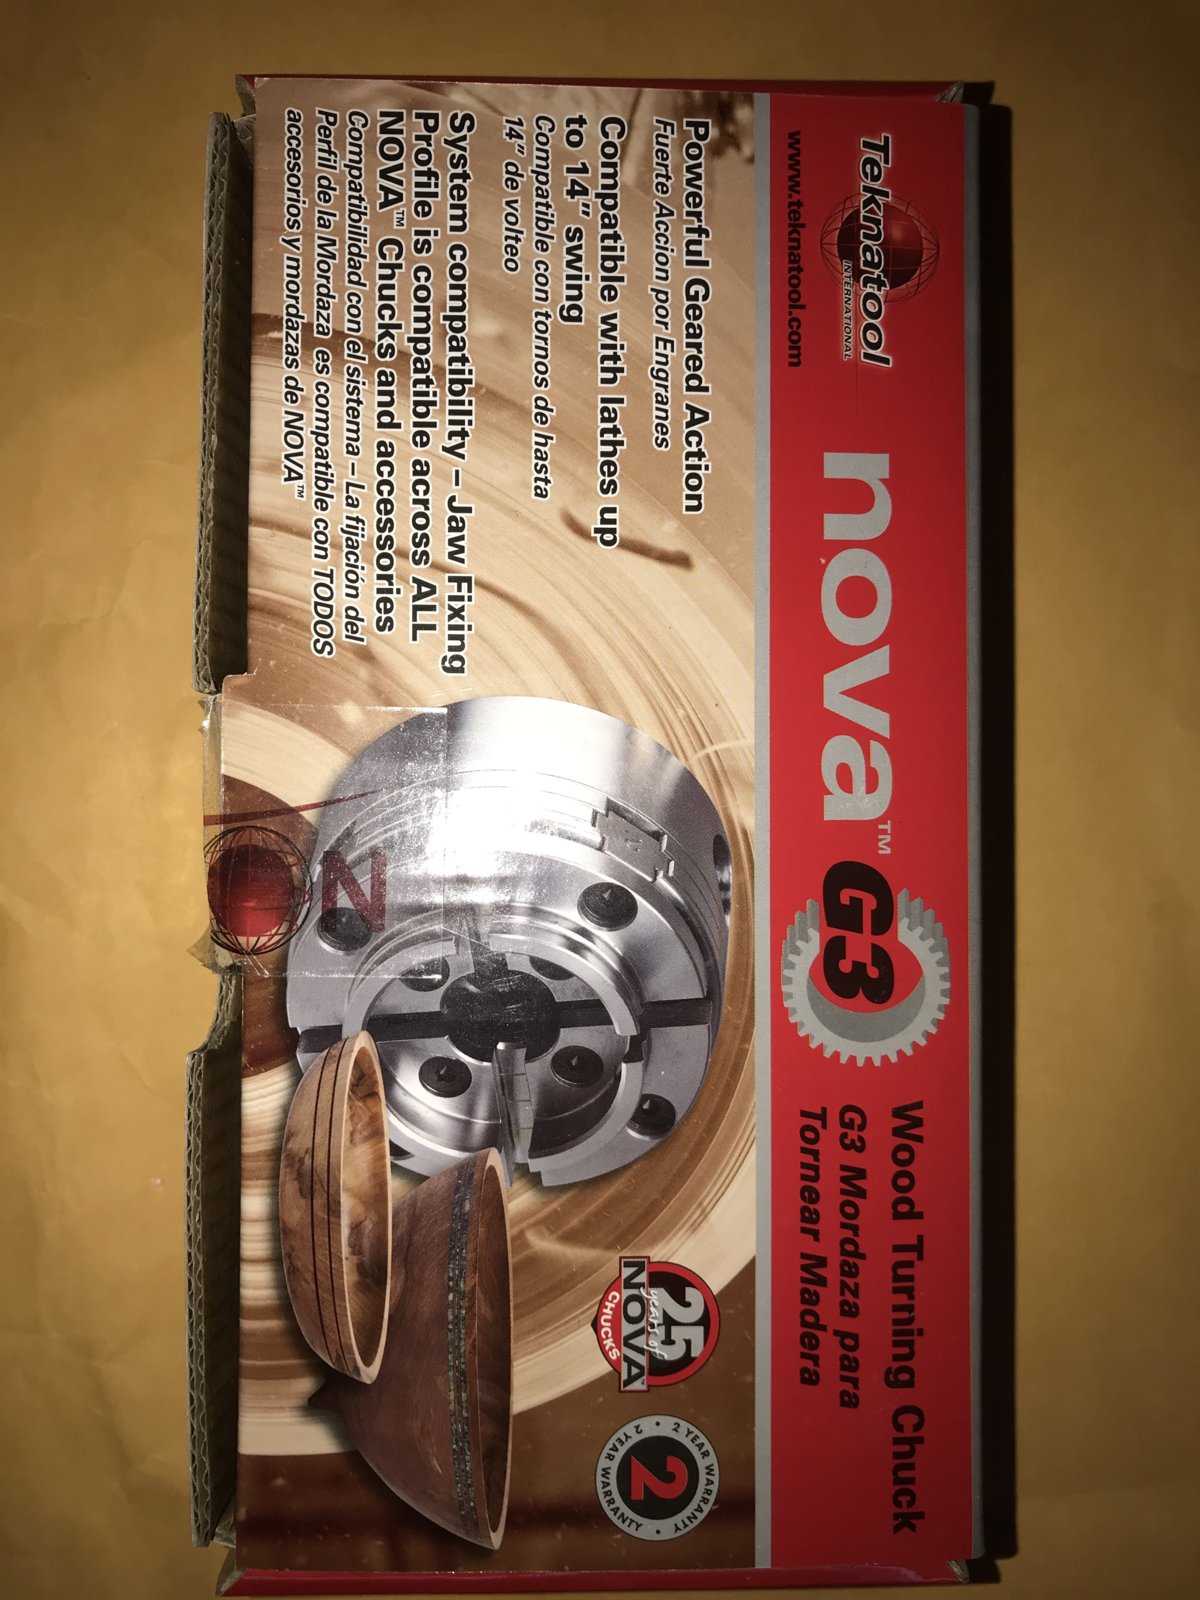 Teknatool
INTERNATIONAL
www.teknatool.com
nova™ G3
Wood Turning Chuck
G3 Mordaza para
Tornear Madera
Powerful Geared Action
Fuerte Accion por Engranes
Compatible with lathes up
to 14" swing
Compatible con tornos de hasta
14" de volteo
System compatibility – Jaw Fixing
Profile is compatible across ALL
NOVA™ Chucks and accessories
Compatibilidad con el sistema – La fijación del
Perfil de la Mordaza es compatible con TODOS
accesorios y mordazas de NOVA™
N
25
years of
NOVA
CHUCKS
2 YEAR WARRANTY
2
2 YEAR WARRANTY